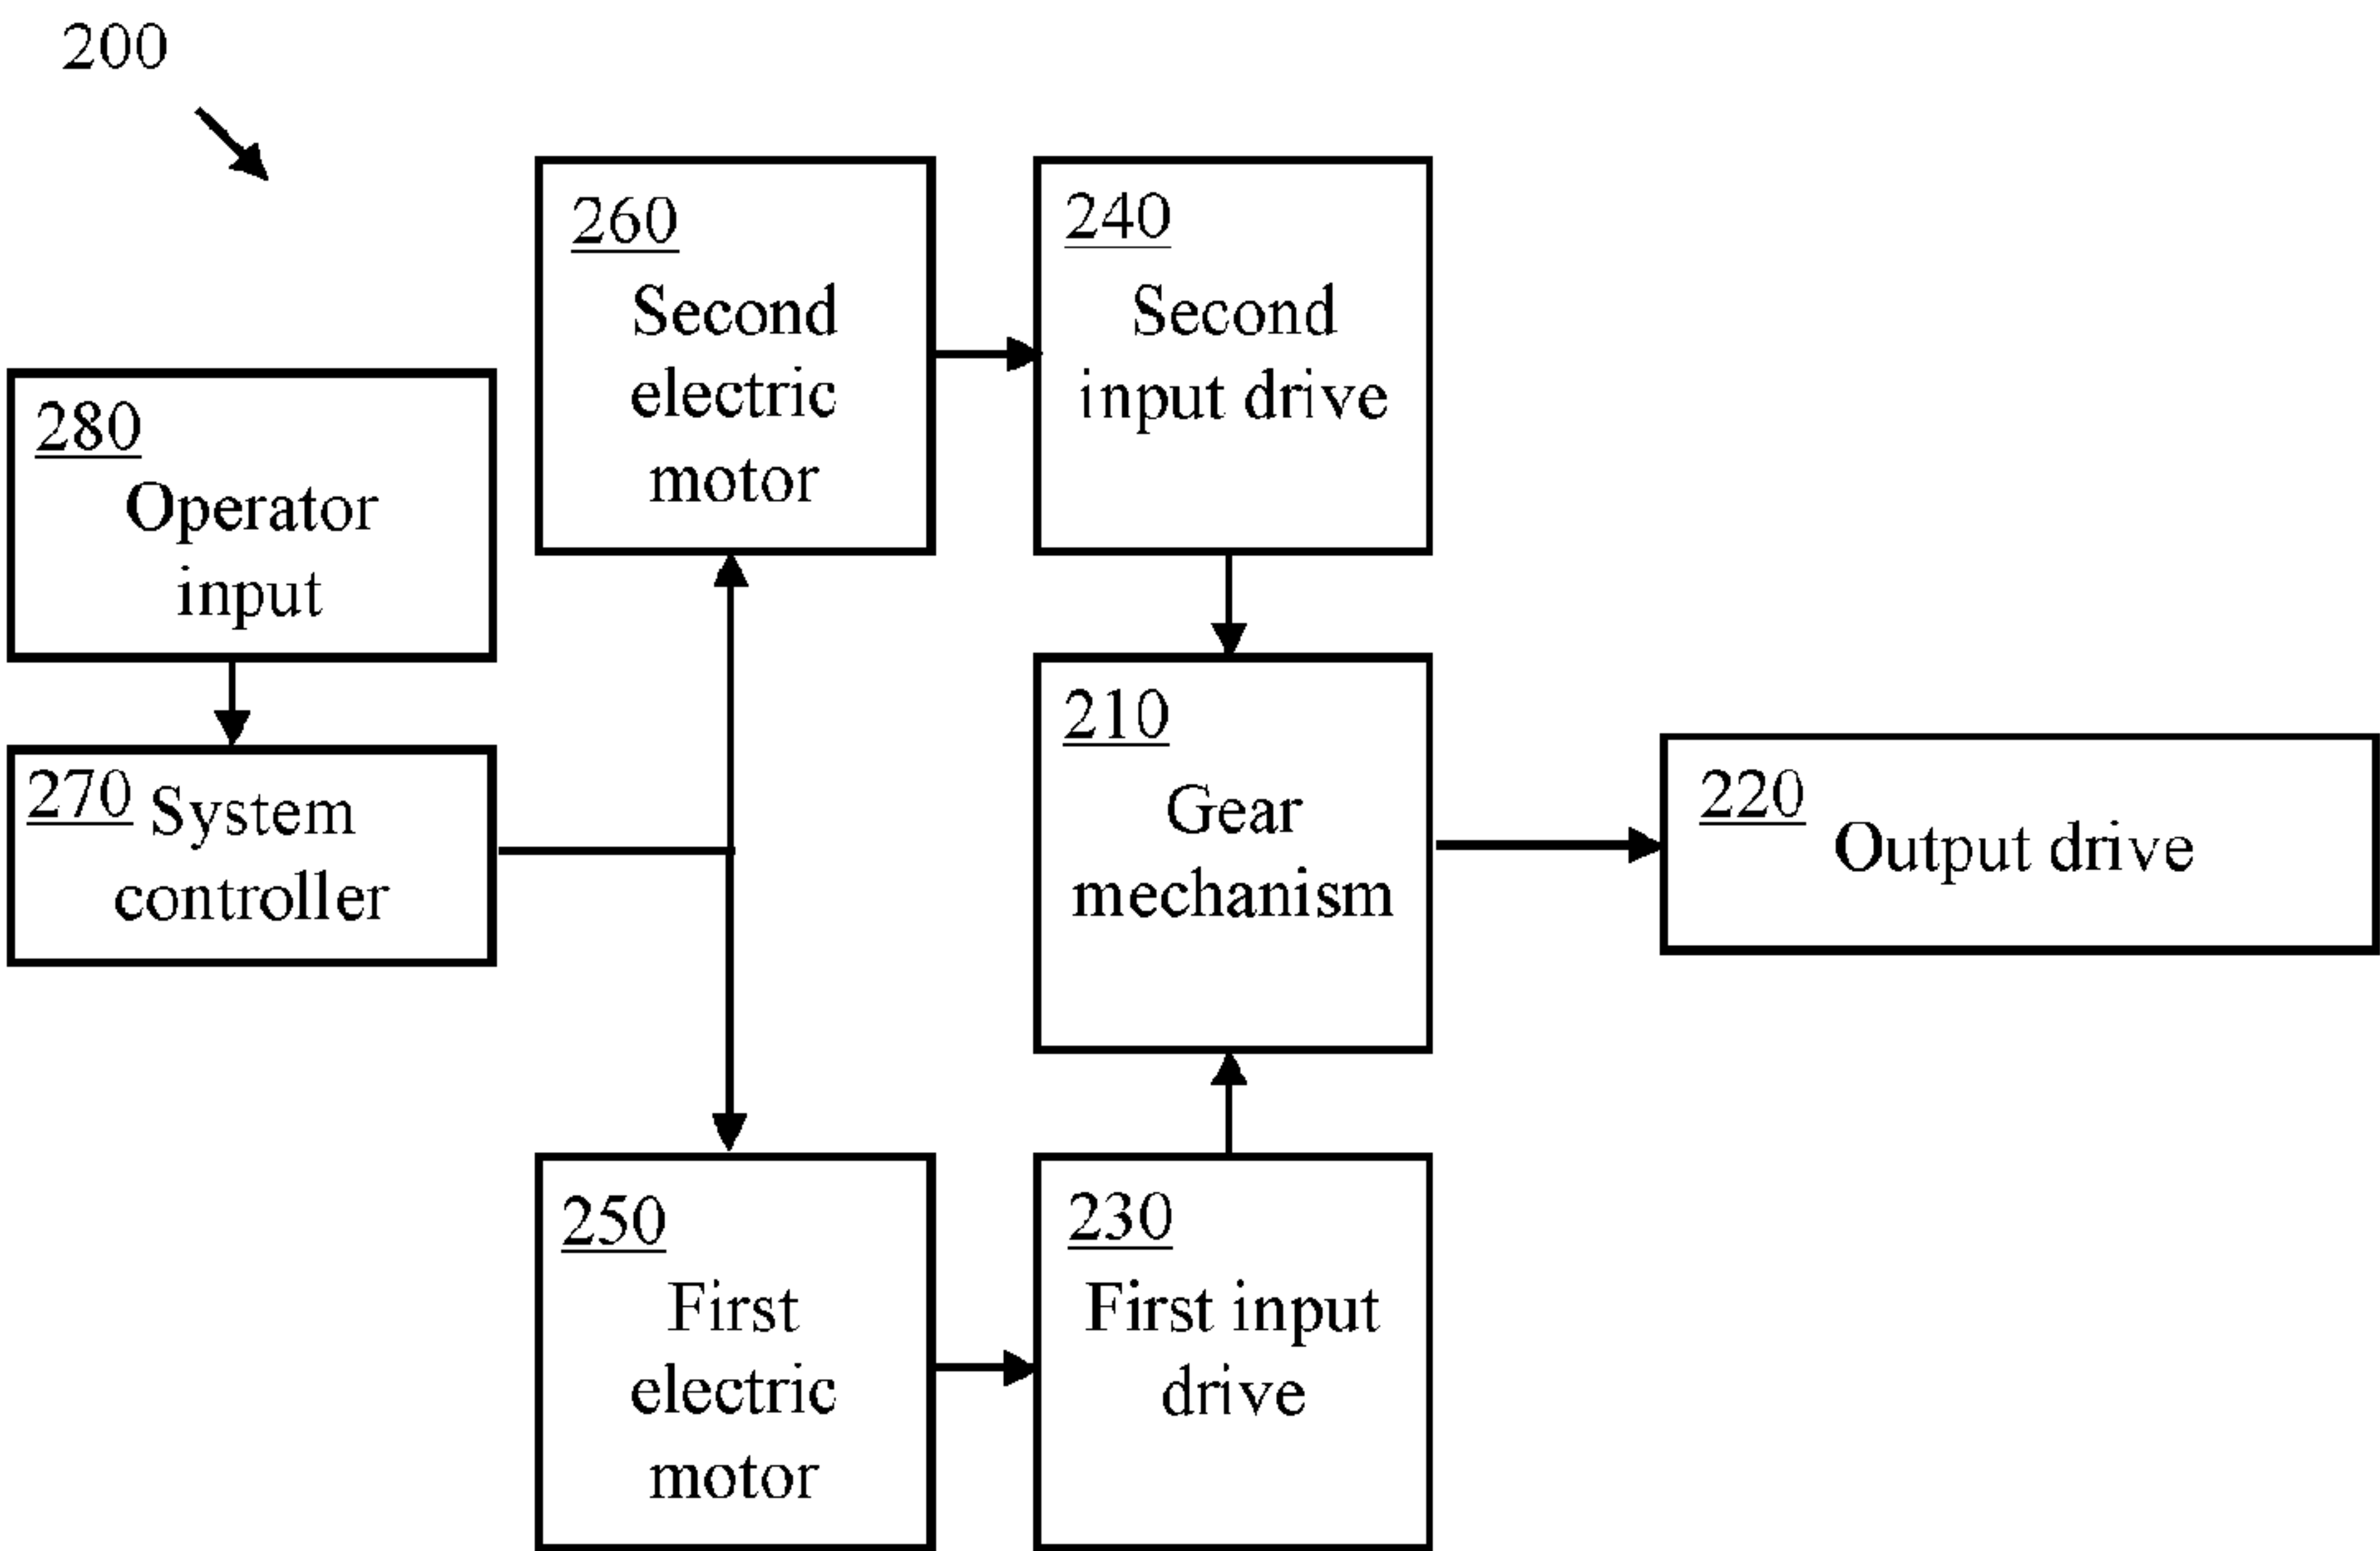 200
260
Second
electric
motor
240
Second
input drive
280
Operator
input
270 System
controller
210
Gear
mechanism
220
Output drive
250
First
electric
motor
230
First input
drive